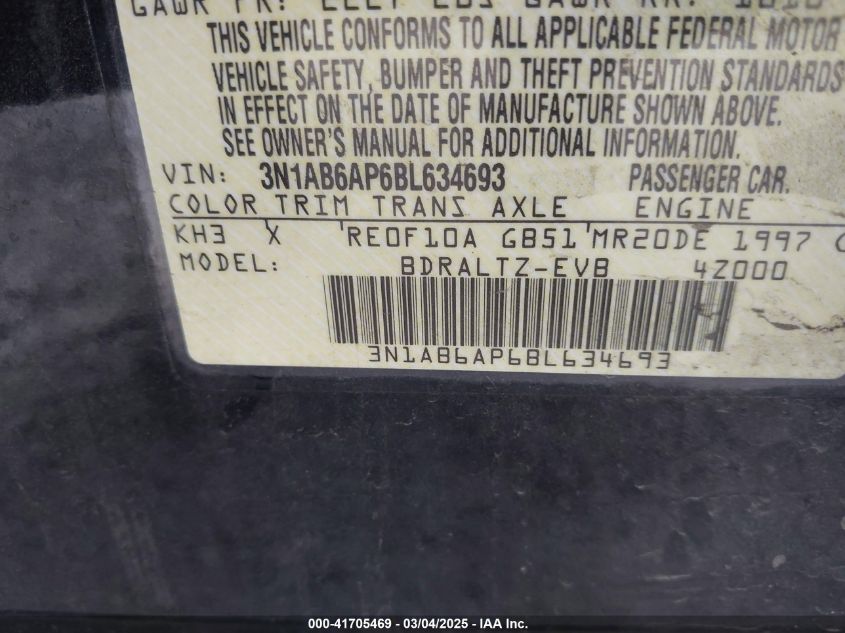 THIS VEHICLE CONFORMS TO ALL APPLICABLE FEDERAL MOTOR
VEHICLE SAFETY, BUMPER AND THEFT PREVENTION STANDARDS
IN EFFECT ON THE DATE OF MANUFACTURE SHOWN ABOVE.
SEE OWNER'S MANUAL FOR ADDITIONAL INFORMATION.
VIN: 3N1AB6AP6BL634693 PASSENGER CAR.
COLOR TRIM TRANS AXLE ENGINE
KH3 X RE0F10A GB51 MR20DE 1997
MODEL: BDRALTZ-EVB 4Z000
3N1AB6AP6BL634693
000-41705469 - 03/04/2025 - IAA Inc.